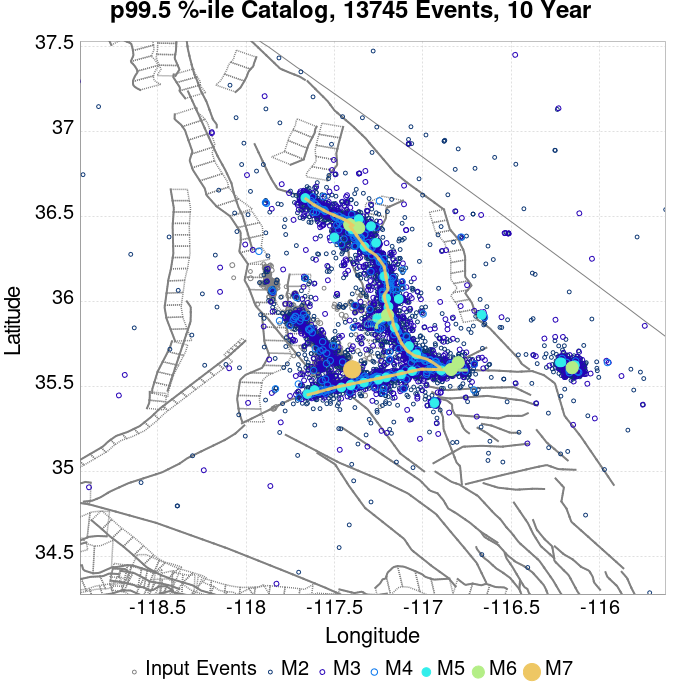 p99.5 %-ile Catalog, 13745 Events, 10 Year
37.5
37
36.5
36
35.5
35
34.5
Latitude
-118.5 -118 -117.5 -117 -116.5 -116
Longitude
Input Events M2 M3 M4 M5 M6 M7